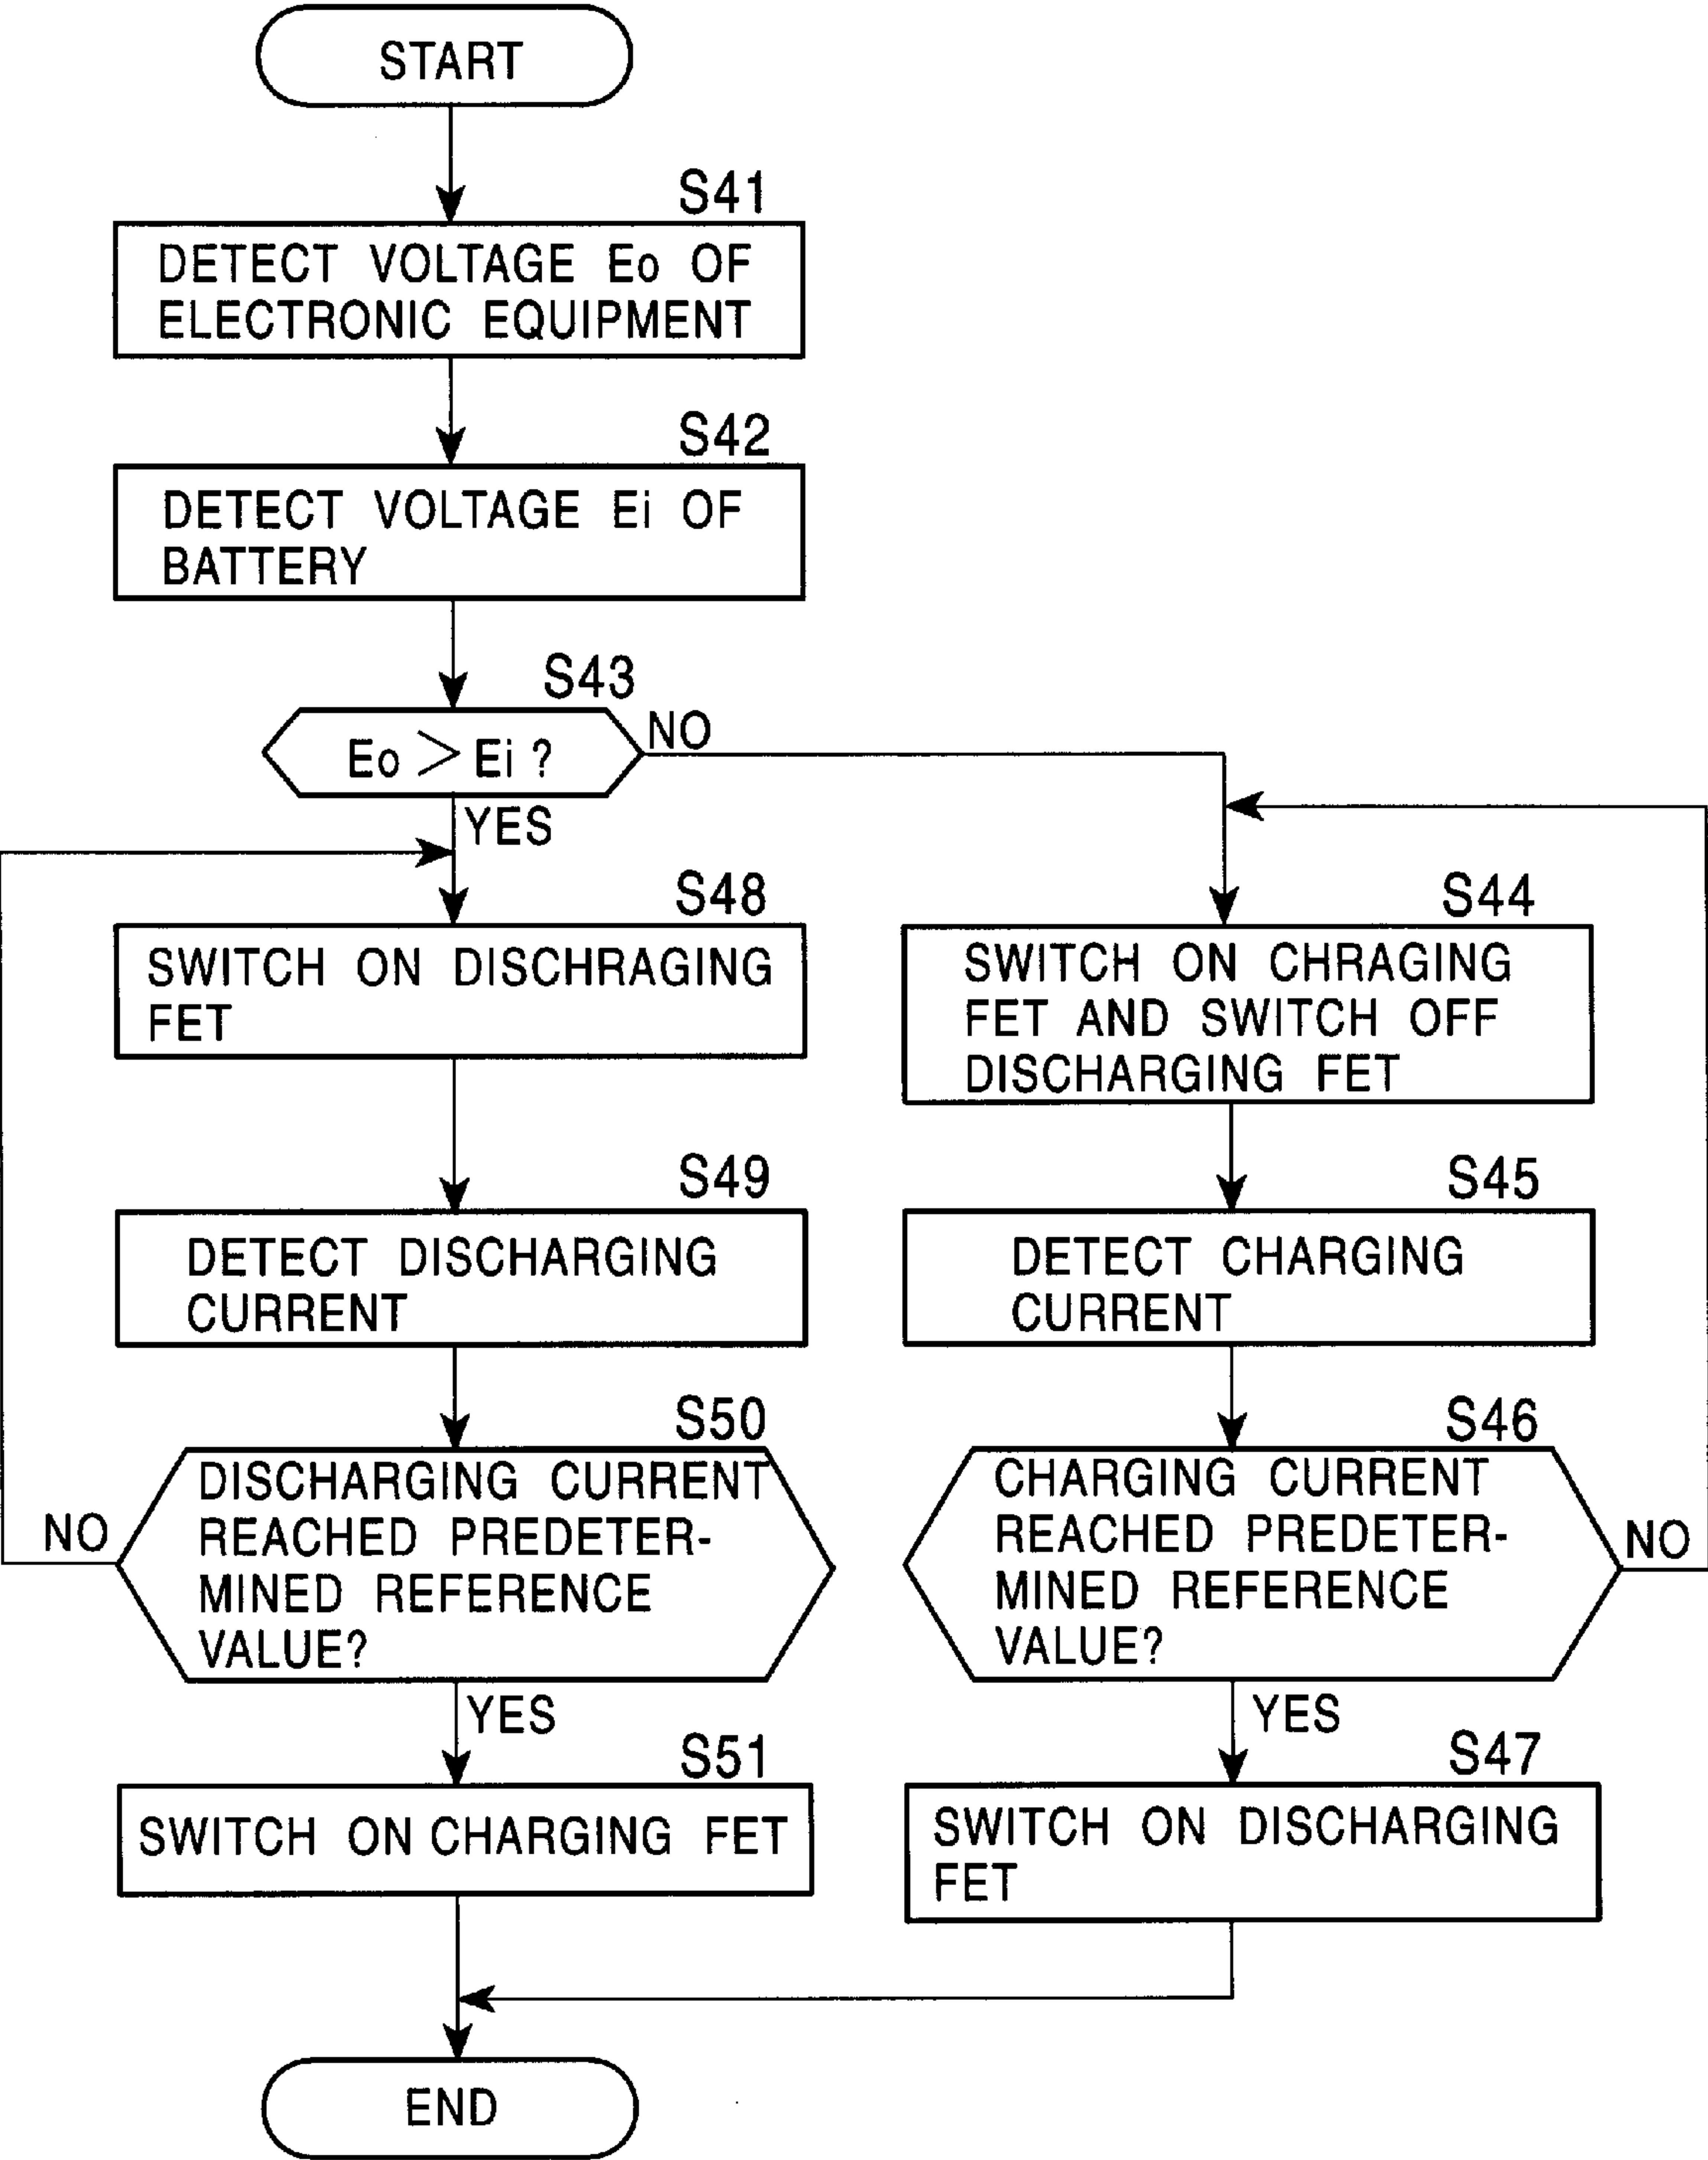 START
S41
DETECT VOLTAGE Eo OF
ELECTRONIC EQUIPMENT
S42
DETECT VOLTAGE Ei OF
BATTERY
S43
Eo > Ei ?
NO
YES
S48
SWITCH ON DISCHRAGING
FET
S49
DETECT DISCHARGING
CURRENT
S50
DISCHARGING CURRENT
REACHED PREDETER-
MINED REFERENCE
VALUE?
NO
YES
S51
SWITCH ON CHARGING FET
S44
SWITCH ON CHRAGING
FET AND SWITCH OFF
DISCHARGING FET
S45
DETECT CHARGING
CURRENT
S46
CHARGING CURRENT
REACHED PREDETER-
MINED REFERENCE
VALUE?
NO
YES
S47
SWITCH ON DISCHARGING
FET
END